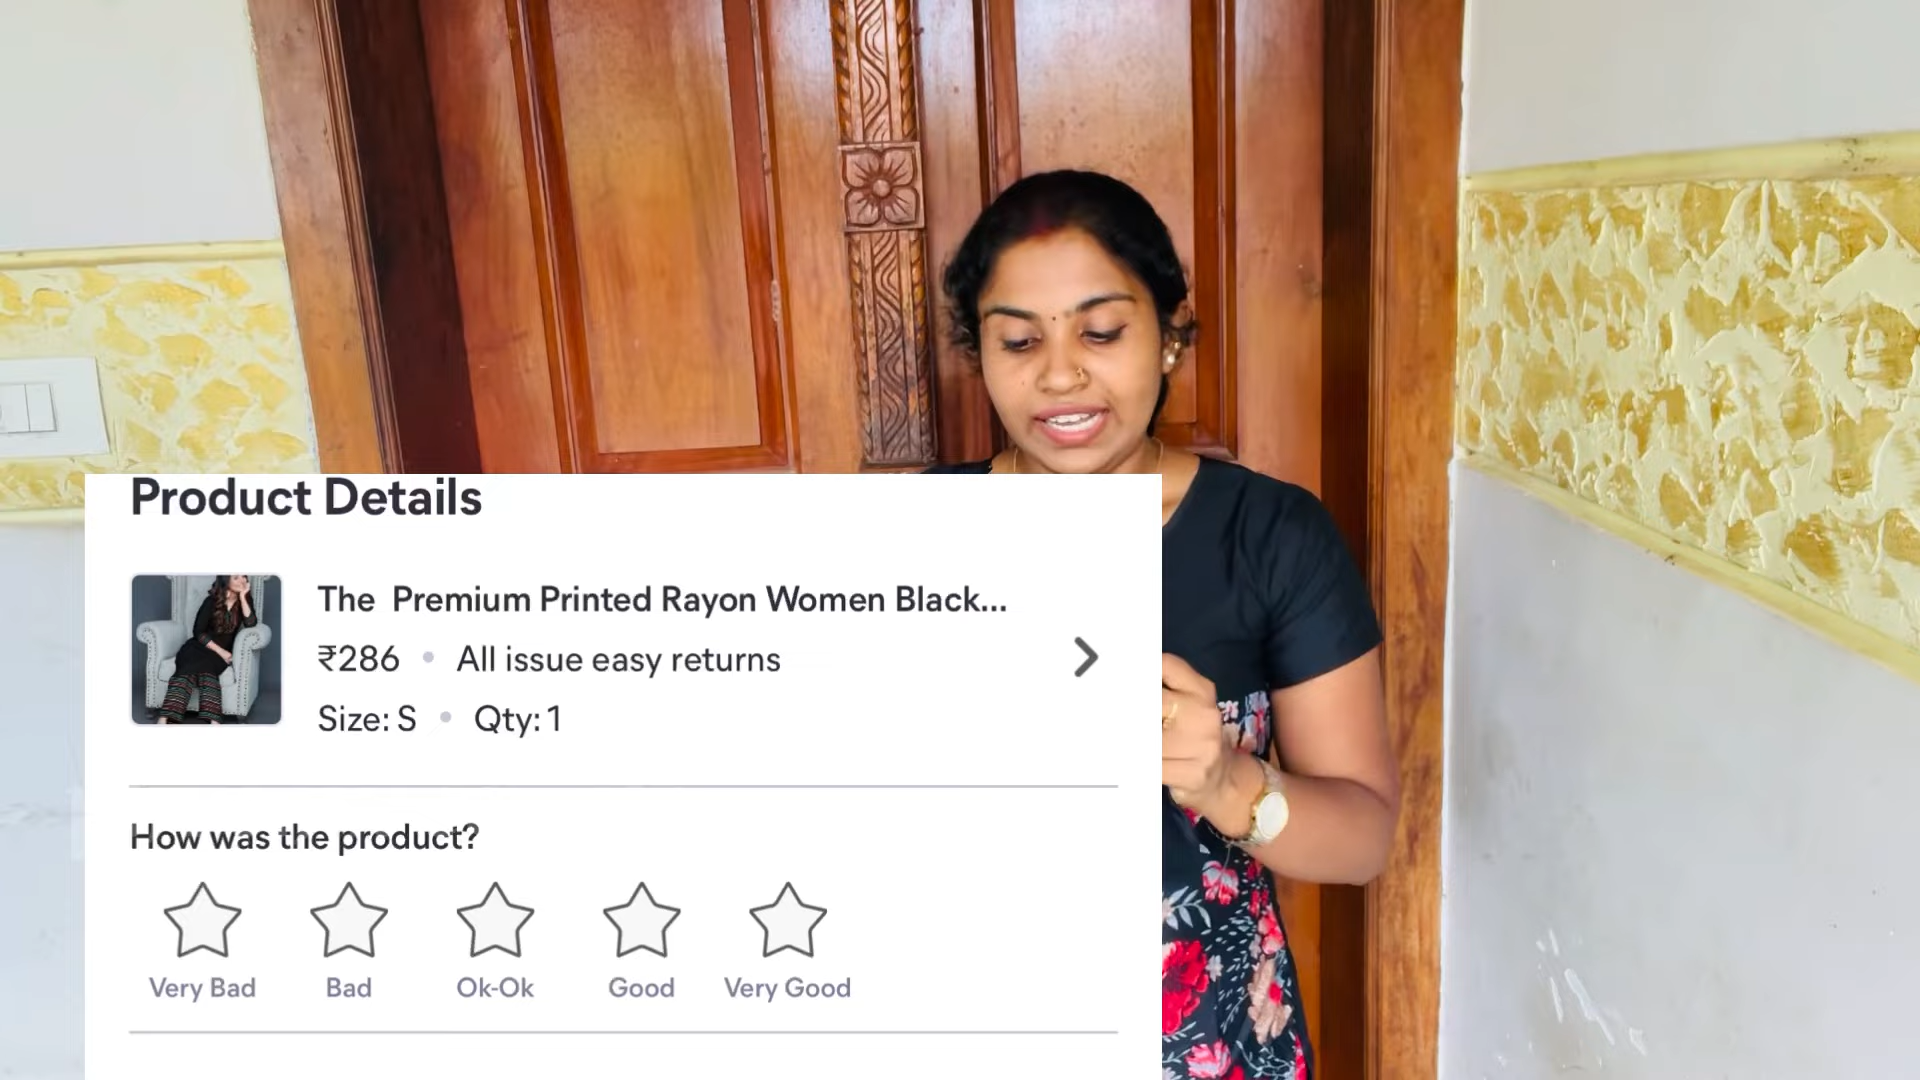 Product Details
The Premium Printed Rayon Women Black...
₹286 • All issue easy returns
Size: S • Qty: 1
How was the product?
Very Bad Bad Ok-Ok Good Very Good